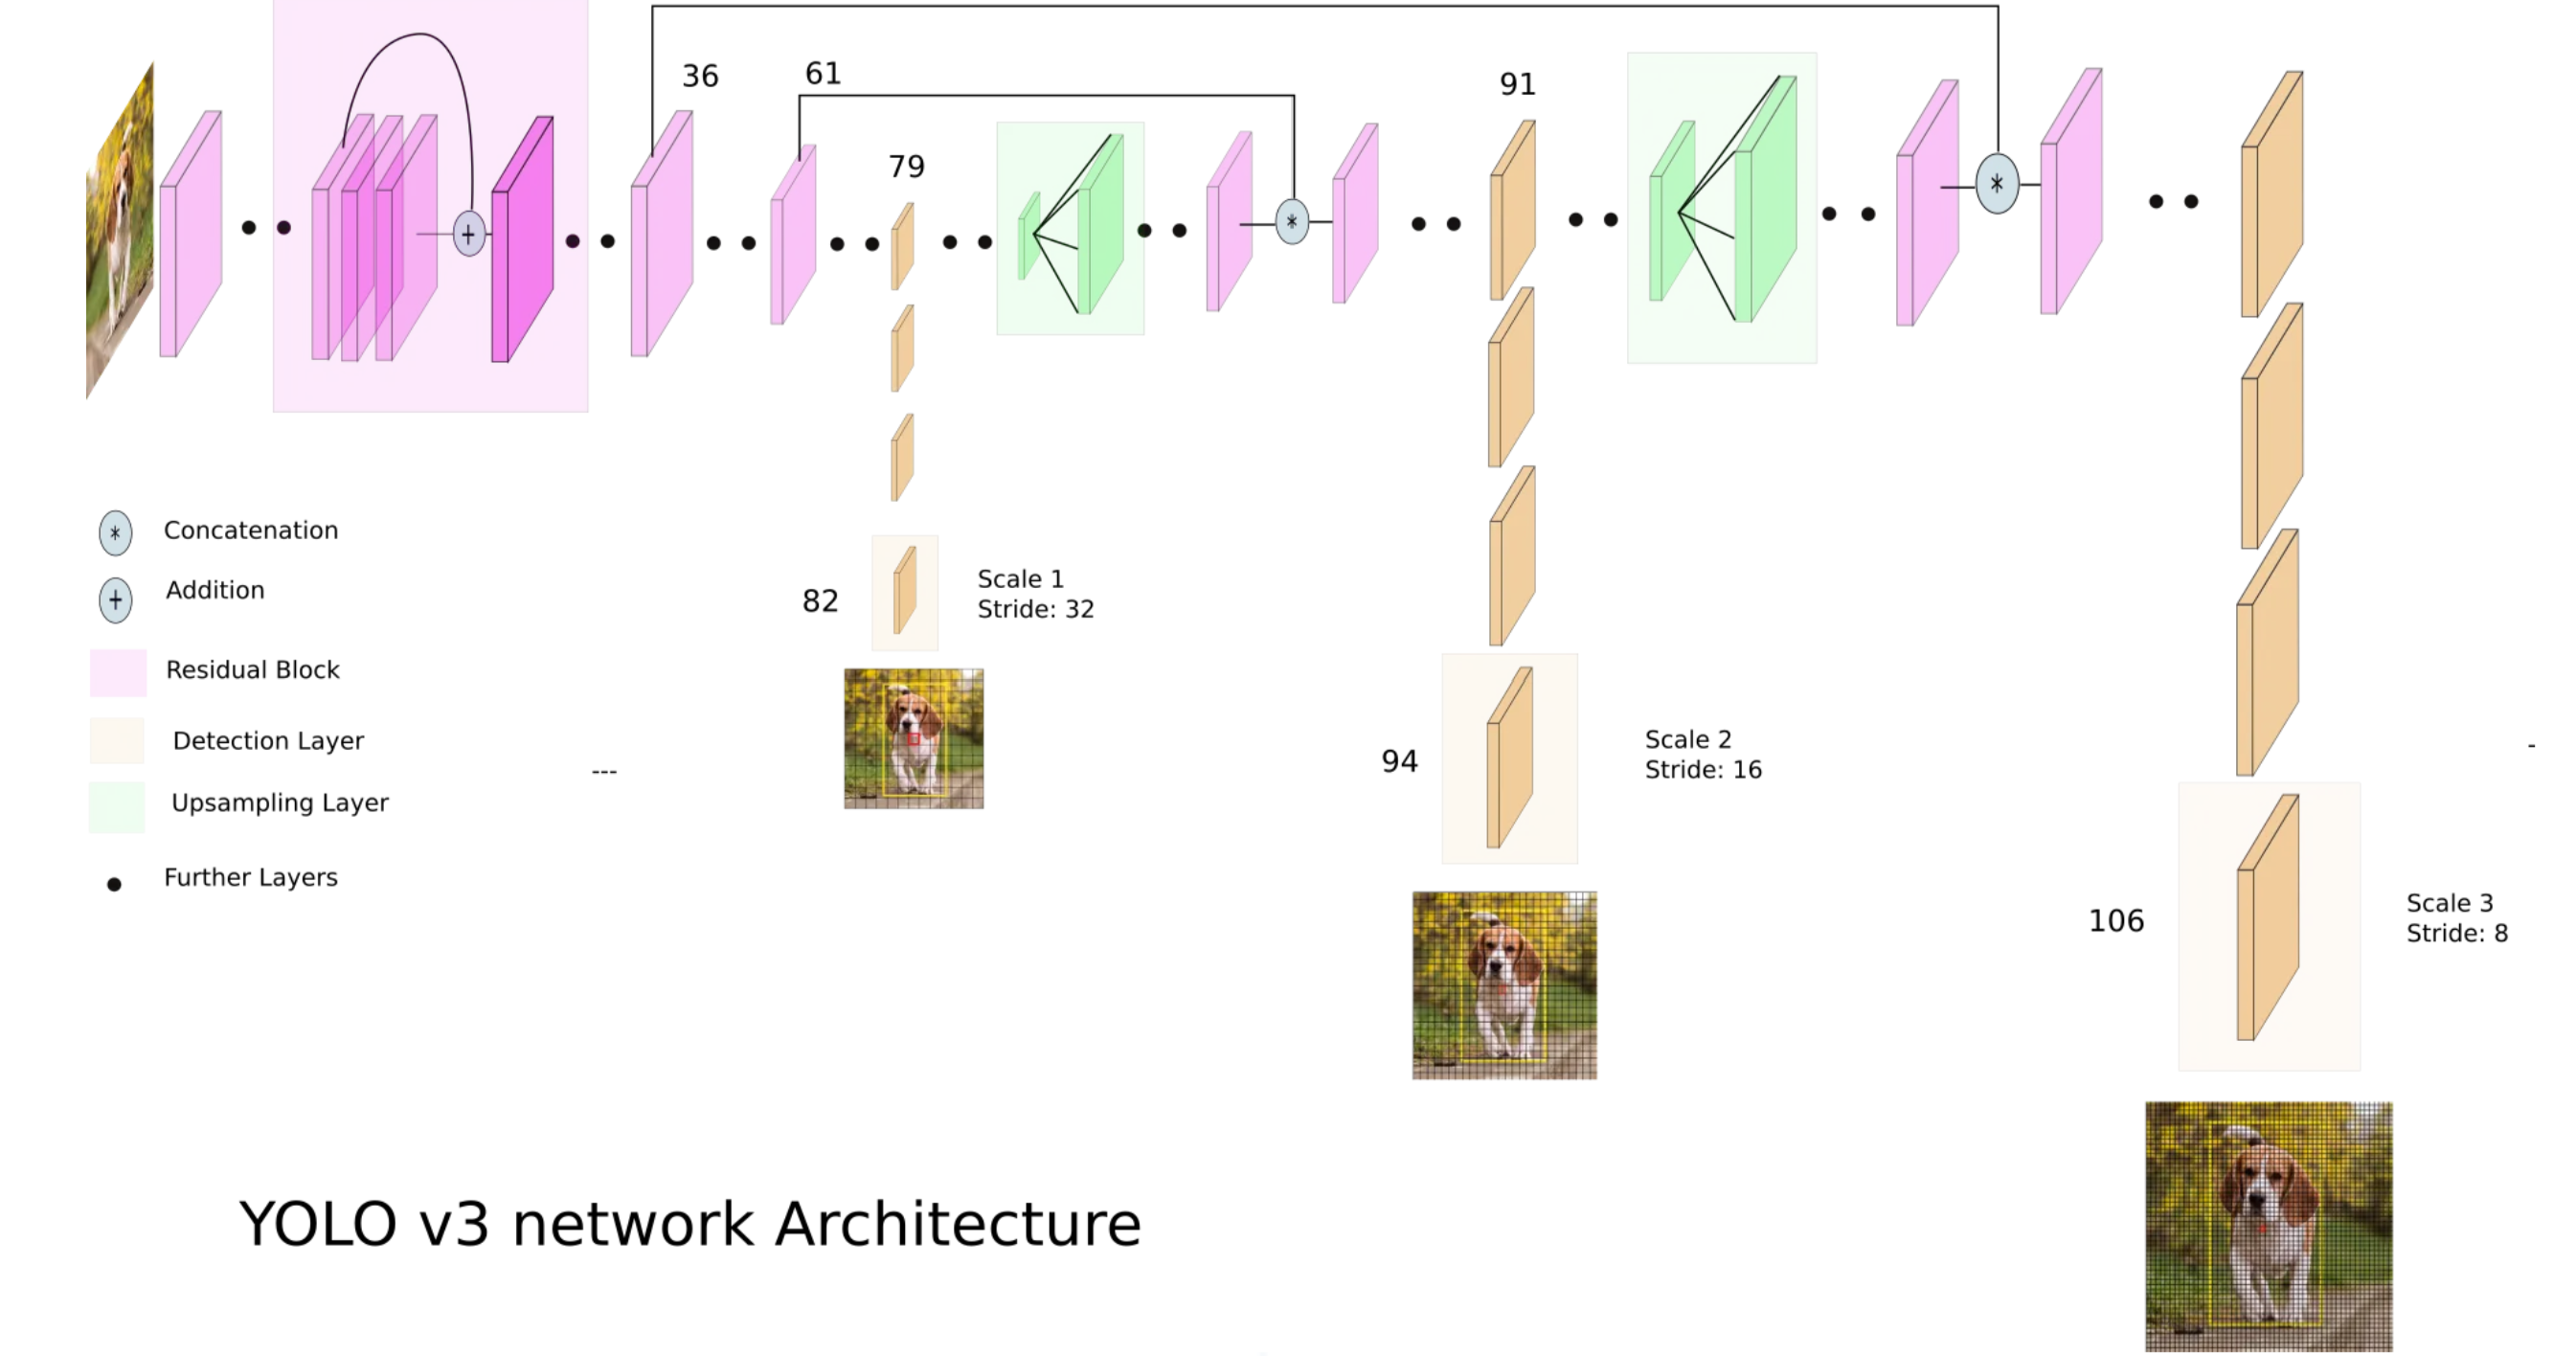 36
61
91
79
*
*
+
* Concatenation
+ Addition
Residual Block
Detection Layer
Upsampling Layer
Further Layers
82
Scale 1
Stride: 32
---
94
Scale 2
Stride: 16
-
106
Scale 3
Stride: 8
YOLO v3 network Architecture